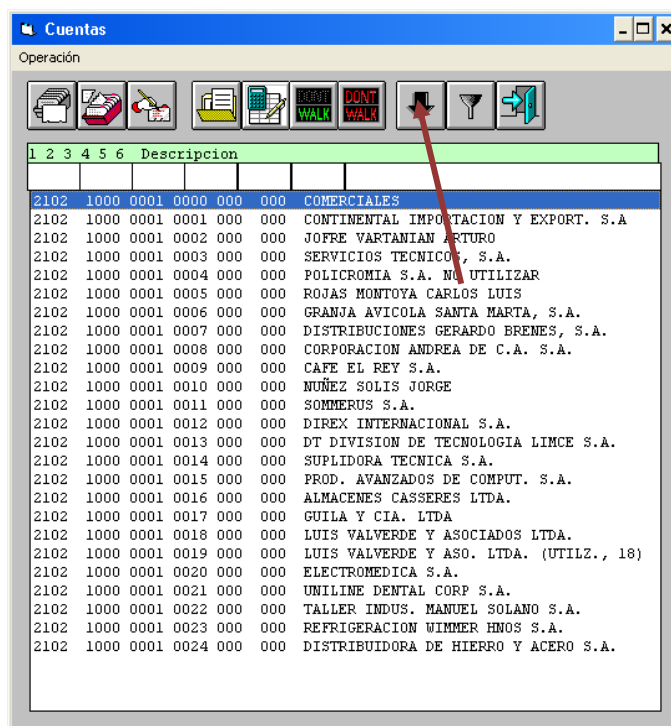 Cuentas
Operación
DONT WALK DONT WALK
1 2 3 4 5 6 Descripcion
2102 1000 0001 0000 000 000 COMERCIALES
2102 1000 0001 0001 000 000 CONTINENTAL IMPORTACION Y EXPORT. S.A
2102 1000 0001 0002 000 000 JOFRE VARTANIAN ARTURO
2102 1000 0001 0003 000 000 SERVICIOS TECNICOS, S.A.
2102 1000 0001 0004 000 000 POLICROMIA S.A. NO UTILIZAR
2102 1000 0001 0005 000 000 ROJAS MONTOYA CARLOS LUIS
2102 1000 0001 0006 000 000 GRANJA AVICOLA SANTA MARTA, S.A.
2102 1000 0001 0007 000 000 DISTRIBUCIONES GERARDO BRENES, S.A.
2102 1000 0001 0008 000 000 CORPORACION ANDREA DE C.A. S.A.
2102 1000 0001 0009 000 000 CAFE EL REY S.A.
2102 1000 0001 0010 000 000 NUÑEZ SOLIS JORGE
2102 1000 0001 0011 000 000 SOMMERUS S.A.
2102 1000 0001 0012 000 000 DIREX INTERNACIONAL S.A.
2102 1000 0001 0013 000 000 DT DIVISION DE TECNOLOGIA LIMCE S.A.
2102 1000 0001 0014 000 000 SUPLIDORA TECNICA S.A.
2102 1000 0001 0015 000 000 PROD. AVANZADOS DE COMPUT. S.A.
2102 1000 0001 0016 000 000 ALMACENES CASSERES LTDA.
2102 1000 0001 0017 000 000 GUILA Y CIA. LTDA
2102 1000 0001 0018 000 000 LUIS VALVERDE Y ASOCIADOS LTDA.
2102 1000 0001 0019 000 000 LUIS VALVERDE Y ASO. LTDA. (UTILZ., 18)
2102 1000 0001 0020 000 000 ELECTROMEDICA S.A.
2102 1000 0001 0021 000 000 UNILINE DENTAL CORP S.A.
2102 1000 0001 0022 000 000 TALLER INDUS. MANUEL SOLANO S.A.
2102 1000 0001 0023 000 000 REFRIGERACION WIMMER HNOS S.A.
2102 1000 0001 0024 000 000 DISTRIBUIDORA DE HIERRO Y ACERO S.A.